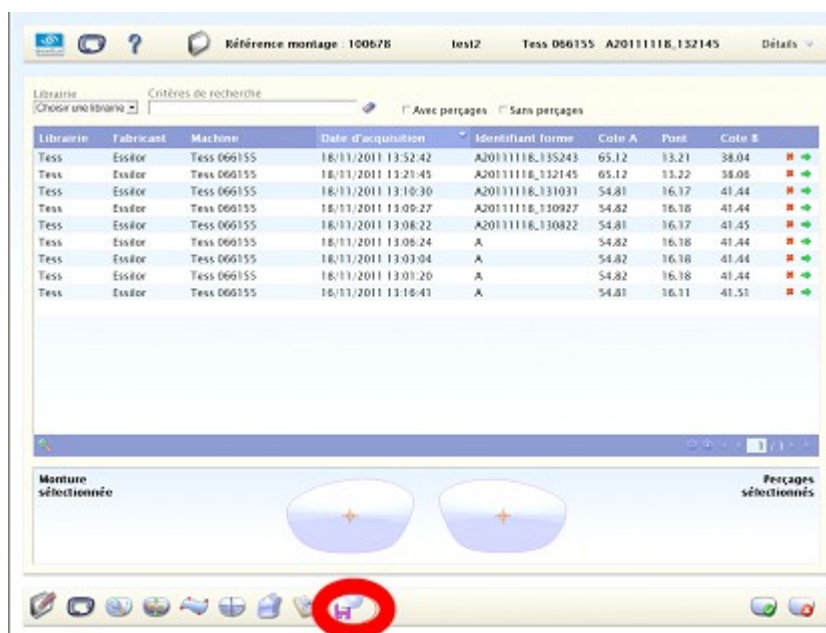 Référence montage : 100678 test2 Tess 066155 A20111118_132145 Détails
Librairie Critères de recherche
Choisir une librairie
Avec perçages Sans perçages
Librairie Fabricant Machine Date d'acquisition Identifiant forme Cote A Pont Cote B
Tess Essilor Tess 066155 18/11/2011 13:52:42 A20111118_135243 65.12 13.21 38.04
Tess Essilor Tess 066155 18/11/2011 13:21:45 A20111118_132145 65.12 13.22 38.06
Tess Essilor Tess 066155 18/11/2011 13:10:30 A20111118_131031 54.81 16.17 41.44
Tess Essilor Tess 066155 18/11/2011 13:09:27 A20111118_130927 54.82 16.18 41.44
Tess Essilor Tess 066155 18/11/2011 13:08:22 A20111118_130822 54.81 16.17 41.45
Tess Essilor Tess 066155 18/11/2011 13:06:24 A 54.82 16.18 41.44
Tess Essilor Tess 066155 18/11/2011 13:03:04 A 54.82 16.18 41.44
Tess Essilor Tess 066155 18/11/2011 13:01:20 A 54.82 16.18 41.44
Tess Essilor Tess 066155 16/11/2011 13:16:41 A 54.81 16.11 41.51
1 / 1
Monture
sélectionnée
Perçages
sélectionnés